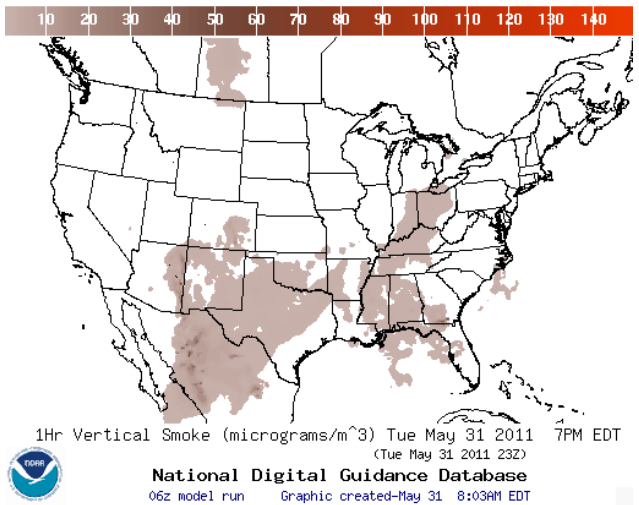 10 20 30 40 50 60 70 80 90 100 110 120 130 140
1Hr Vertical Smoke (micrograms/m^3) Tue May 31 2011 7PM EDT
(Tue May 31 2011 23Z)
NOAA
National Digital Guidance Database
06z model run Graphic created-May 31 8:03AM EDT